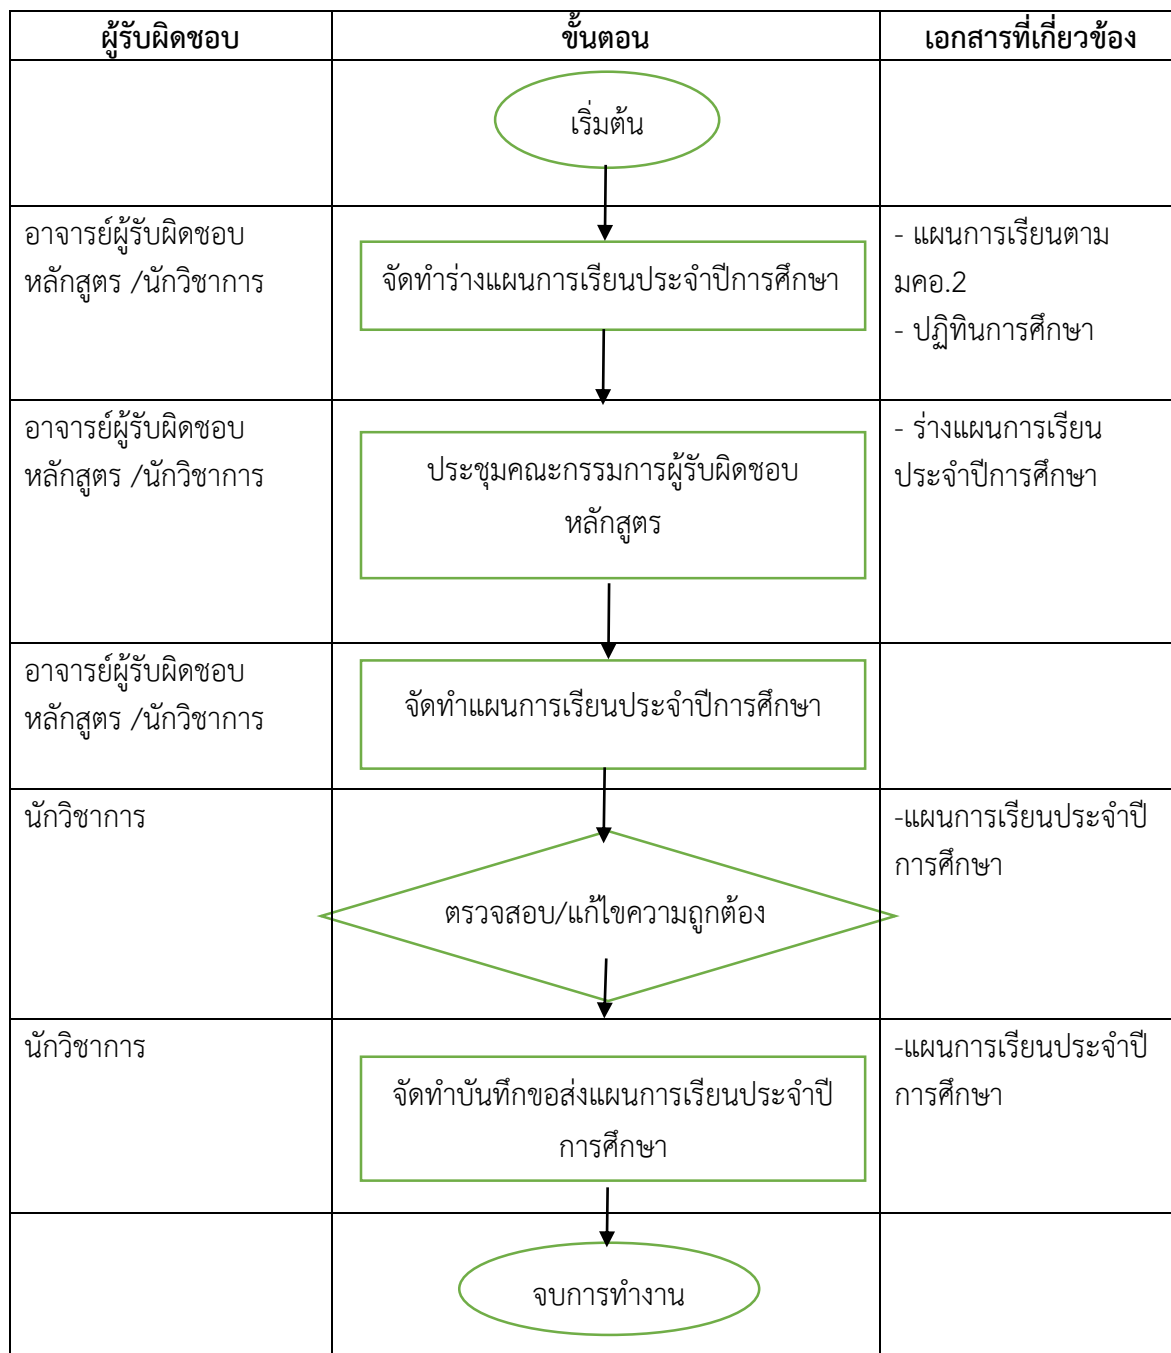 ผู้รับผิดชอบ
ขั้นตอน
เอกสารที่เกี่ยวข้อง
เริ่มต้น
อาจารย์ผู้รับผิดชอบ
หลักสูตร /นักวิชาการ
จัดทำร่างแผนการเรียนประจำปีการศึกษา
- แผนการเรียนตาม
มคอ.2
- ปฏิทินการศึกษา
อาจารย์ผู้รับผิดชอบ
หลักสูตร /นักวิชาการ
ประชุมคณะกรรมการผู้รับผิดชอบ
หลักสูตร
- ร่างแผนการเรียน
ประจำปีการศึกษา
อาจารย์ผู้รับผิดชอบ
หลักสูตร /นักวิชาการ
จัดทำแผนการเรียนประจำปีการศึกษา
นักวิชาการ
ตรวจสอบ/แก้ไขความถูกต้อง
-แผนการเรียนประจำปี
การศึกษา
นักวิชาการ
จัดทำบันทึกขอส่งแผนการเรียนประจำปี
การศึกษา
-แผนการเรียนประจำปี
การศึกษา
จบการทำงาน